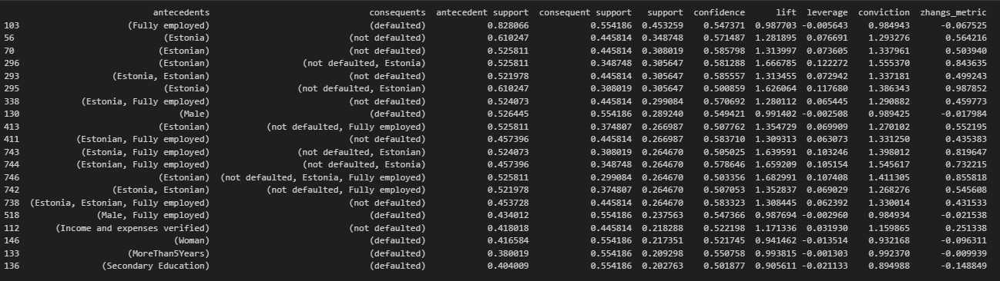 antecedents consequents antecedent support consequent support support confidence lift leverage conviction zhangs_metric
103 (Fully employed) (defaulted) 0.828066 0.554186 0.453259 0.547371 0.987703 -0.005643 0.984943 -0.067525
56 (Estonia) (not defaulted) 0.610247 0.445814 0.348748 0.571487 1.281895 0.076691 1.293276 0.564216
70 (Estonian) (not defaulted) 0.525811 0.445814 0.308019 0.585798 1.313997 0.073605 1.337961 0.503940
296 (Estonian) (not defaulted, Estonia) 0.525811 0.348748 0.305647 0.581288 1.666785 0.122272 1.555370 0.843635
293 (Estonia, Estonian) (not defaulted) 0.521978 0.445814 0.305647 0.585557 1.313455 0.072942 1.337181 0.499243
295 (Estonia) (not defaulted, Estonian) 0.610247 0.308019 0.305647 0.500859 1.626064 0.117680 1.386343 0.987852
338 (Estonia, Fully employed) (not defaulted) 0.524073 0.445814 0.299084 0.570692 1.280112 0.065445 1.290882 0.459773
130 (Male) (defaulted) 0.526445 0.554186 0.289240 0.549421 0.991402 -0.002508 0.989425 -0.017984
413 (Estonian) (not defaulted, Fully employed) 0.525811 0.374807 0.266987 0.507762 1.354729 0.069909 1.270102 0.552195
411 (Estonian, Fully employed) (not defaulted) 0.457396 0.445814 0.266987 0.583710 1.309313 0.063073 1.331250 0.435383
743 (Estonia, Fully employed) (not defaulted, Estonian) 0.524073 0.308019 0.264670 0.505025 1.639591 0.103246 1.398012 0.819647
744 (Estonian, Fully employed) (not defaulted, Estonia) 0.457396 0.348748 0.264670 0.578646 1.659209 0.105154 1.545617 0.732215
746 (Estonian) (not defaulted, Estonia, Fully employed) 0.525811 0.299084 0.264670 0.503356 1.682991 0.107408 1.411305 0.855818
742 (Estonia, Estonian) (not defaulted, Fully employed) 0.521978 0.374807 0.264670 0.507053 1.352837 0.069029 1.268276 0.545608
738 (Estonia, Estonian, Fully employed) (not defaulted) 0.453728 0.445814 0.264670 0.583323 1.308445 0.062392 1.330014 0.431533
518 (Male, Fully employed) (defaulted) 0.434012 0.554186 0.237563 0.547366 0.987694 -0.002960 0.984934 -0.021538
112 (Income and expenses verified) (not defaulted) 0.418018 0.445814 0.218288 0.522198 1.171336 0.031930 1.159865 0.251338
146 (Woman) (defaulted) 0.416584 0.554186 0.217351 0.521745 0.941462 -0.013514 0.932168 -0.096311
133 (MoreThan5Years) (defaulted) 0.380019 0.554186 0.209298 0.550758 0.993815 -0.001303 0.992370 -0.009939
136 (Secondary Education) (defaulted) 0.404009 0.554186 0.202763 0.501877 0.905611 -0.021133 0.894988 -0.148849